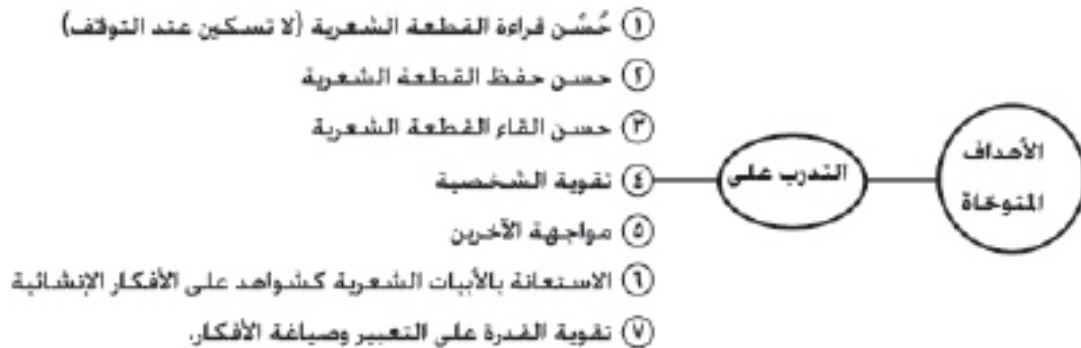 الأهداف
المتوخاة
التدرب على
① حُسْن قراءة القطعة الشعرية (لا تسكين عند التوقف)
② حسن حفظ القطعة الشعرية
③ حسن القاء القطعة الشعرية
④ تقوية الشخصية
⑤ مواجهة الآخرين
⑥ الاستعانة بالأبيات الشعرية كشواهد على الأفكار الإنشائية
⑦ تقوية القدرة على التعبير وصياغة الأفكار.